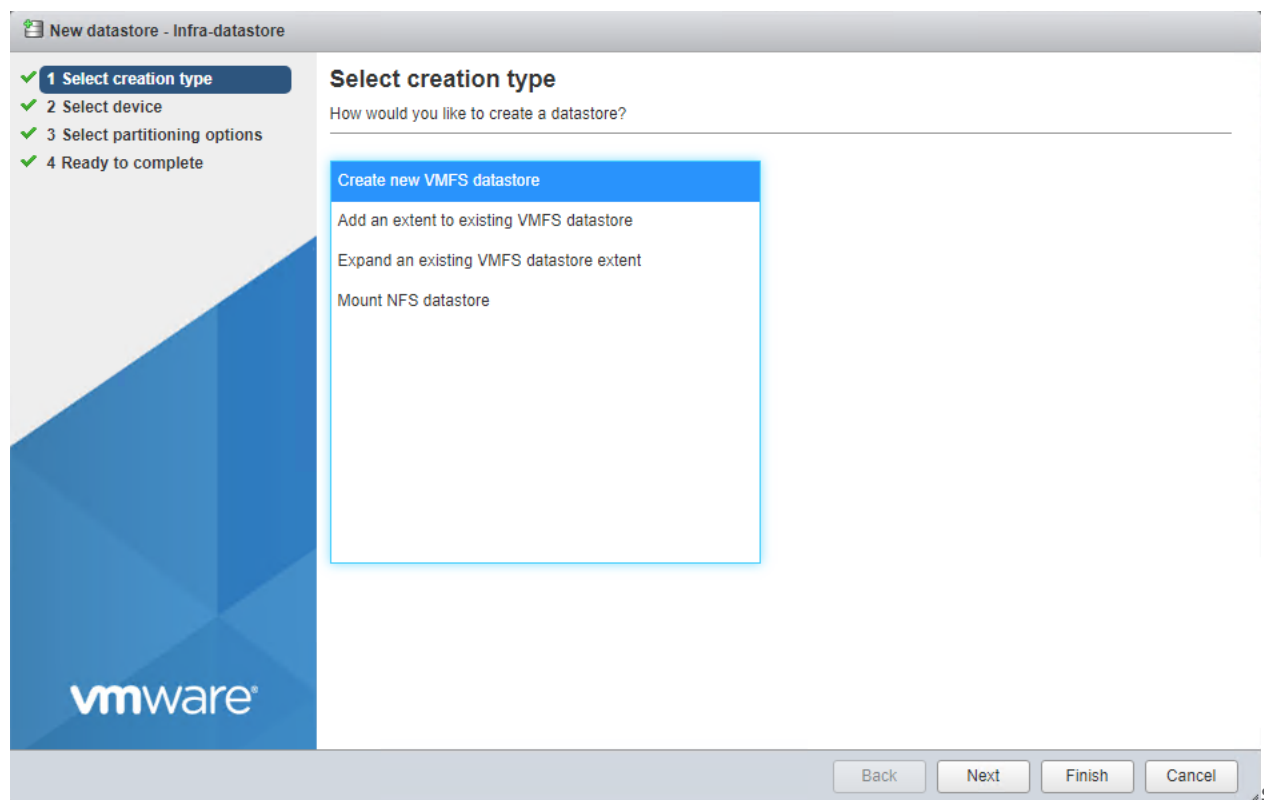 New datastore - Infra-datastore
1 Select creation type
2 Select device
3 Select partitioning options
4 Ready to complete
Select creation type
How would you like to create a datastore?
Create new VMFS datastore
Add an extent to existing VMFS datastore
Expand an existing VMFS datastore extent
Mount NFS datastore
vmware®
Back Next Finish Cancel